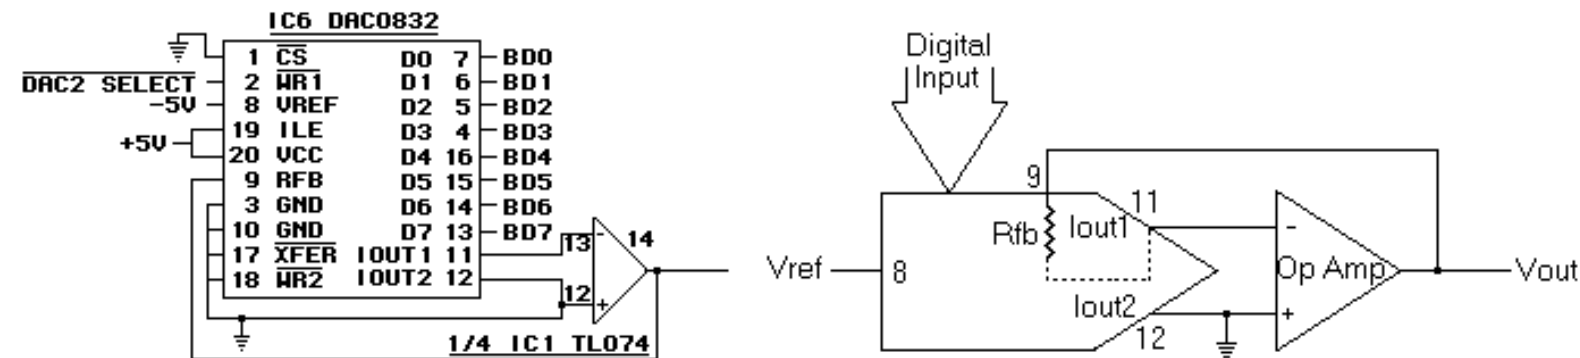 IC6 DAC0832
DAC2 SELECT
-5V
+5V
1 CS D0 7 BD0
2 WR1 D1 6 BD1
8 VREF D2 5 BD2
19 ILE D3 4 BD3
20 VCC D4 16 BD4
9 RFB D5 15 BD5
3 GND D6 14 BD6
10 GND D7 13 BD7
17 XFER IOUT1 11
18 WR2 IOUT2 12
13 - 14
12 +
1/4 IC1 TL074
Digital
Input
9
11
Rfb Iout1
-
Vref 8 Op Amp Vout
Iout2
+
12